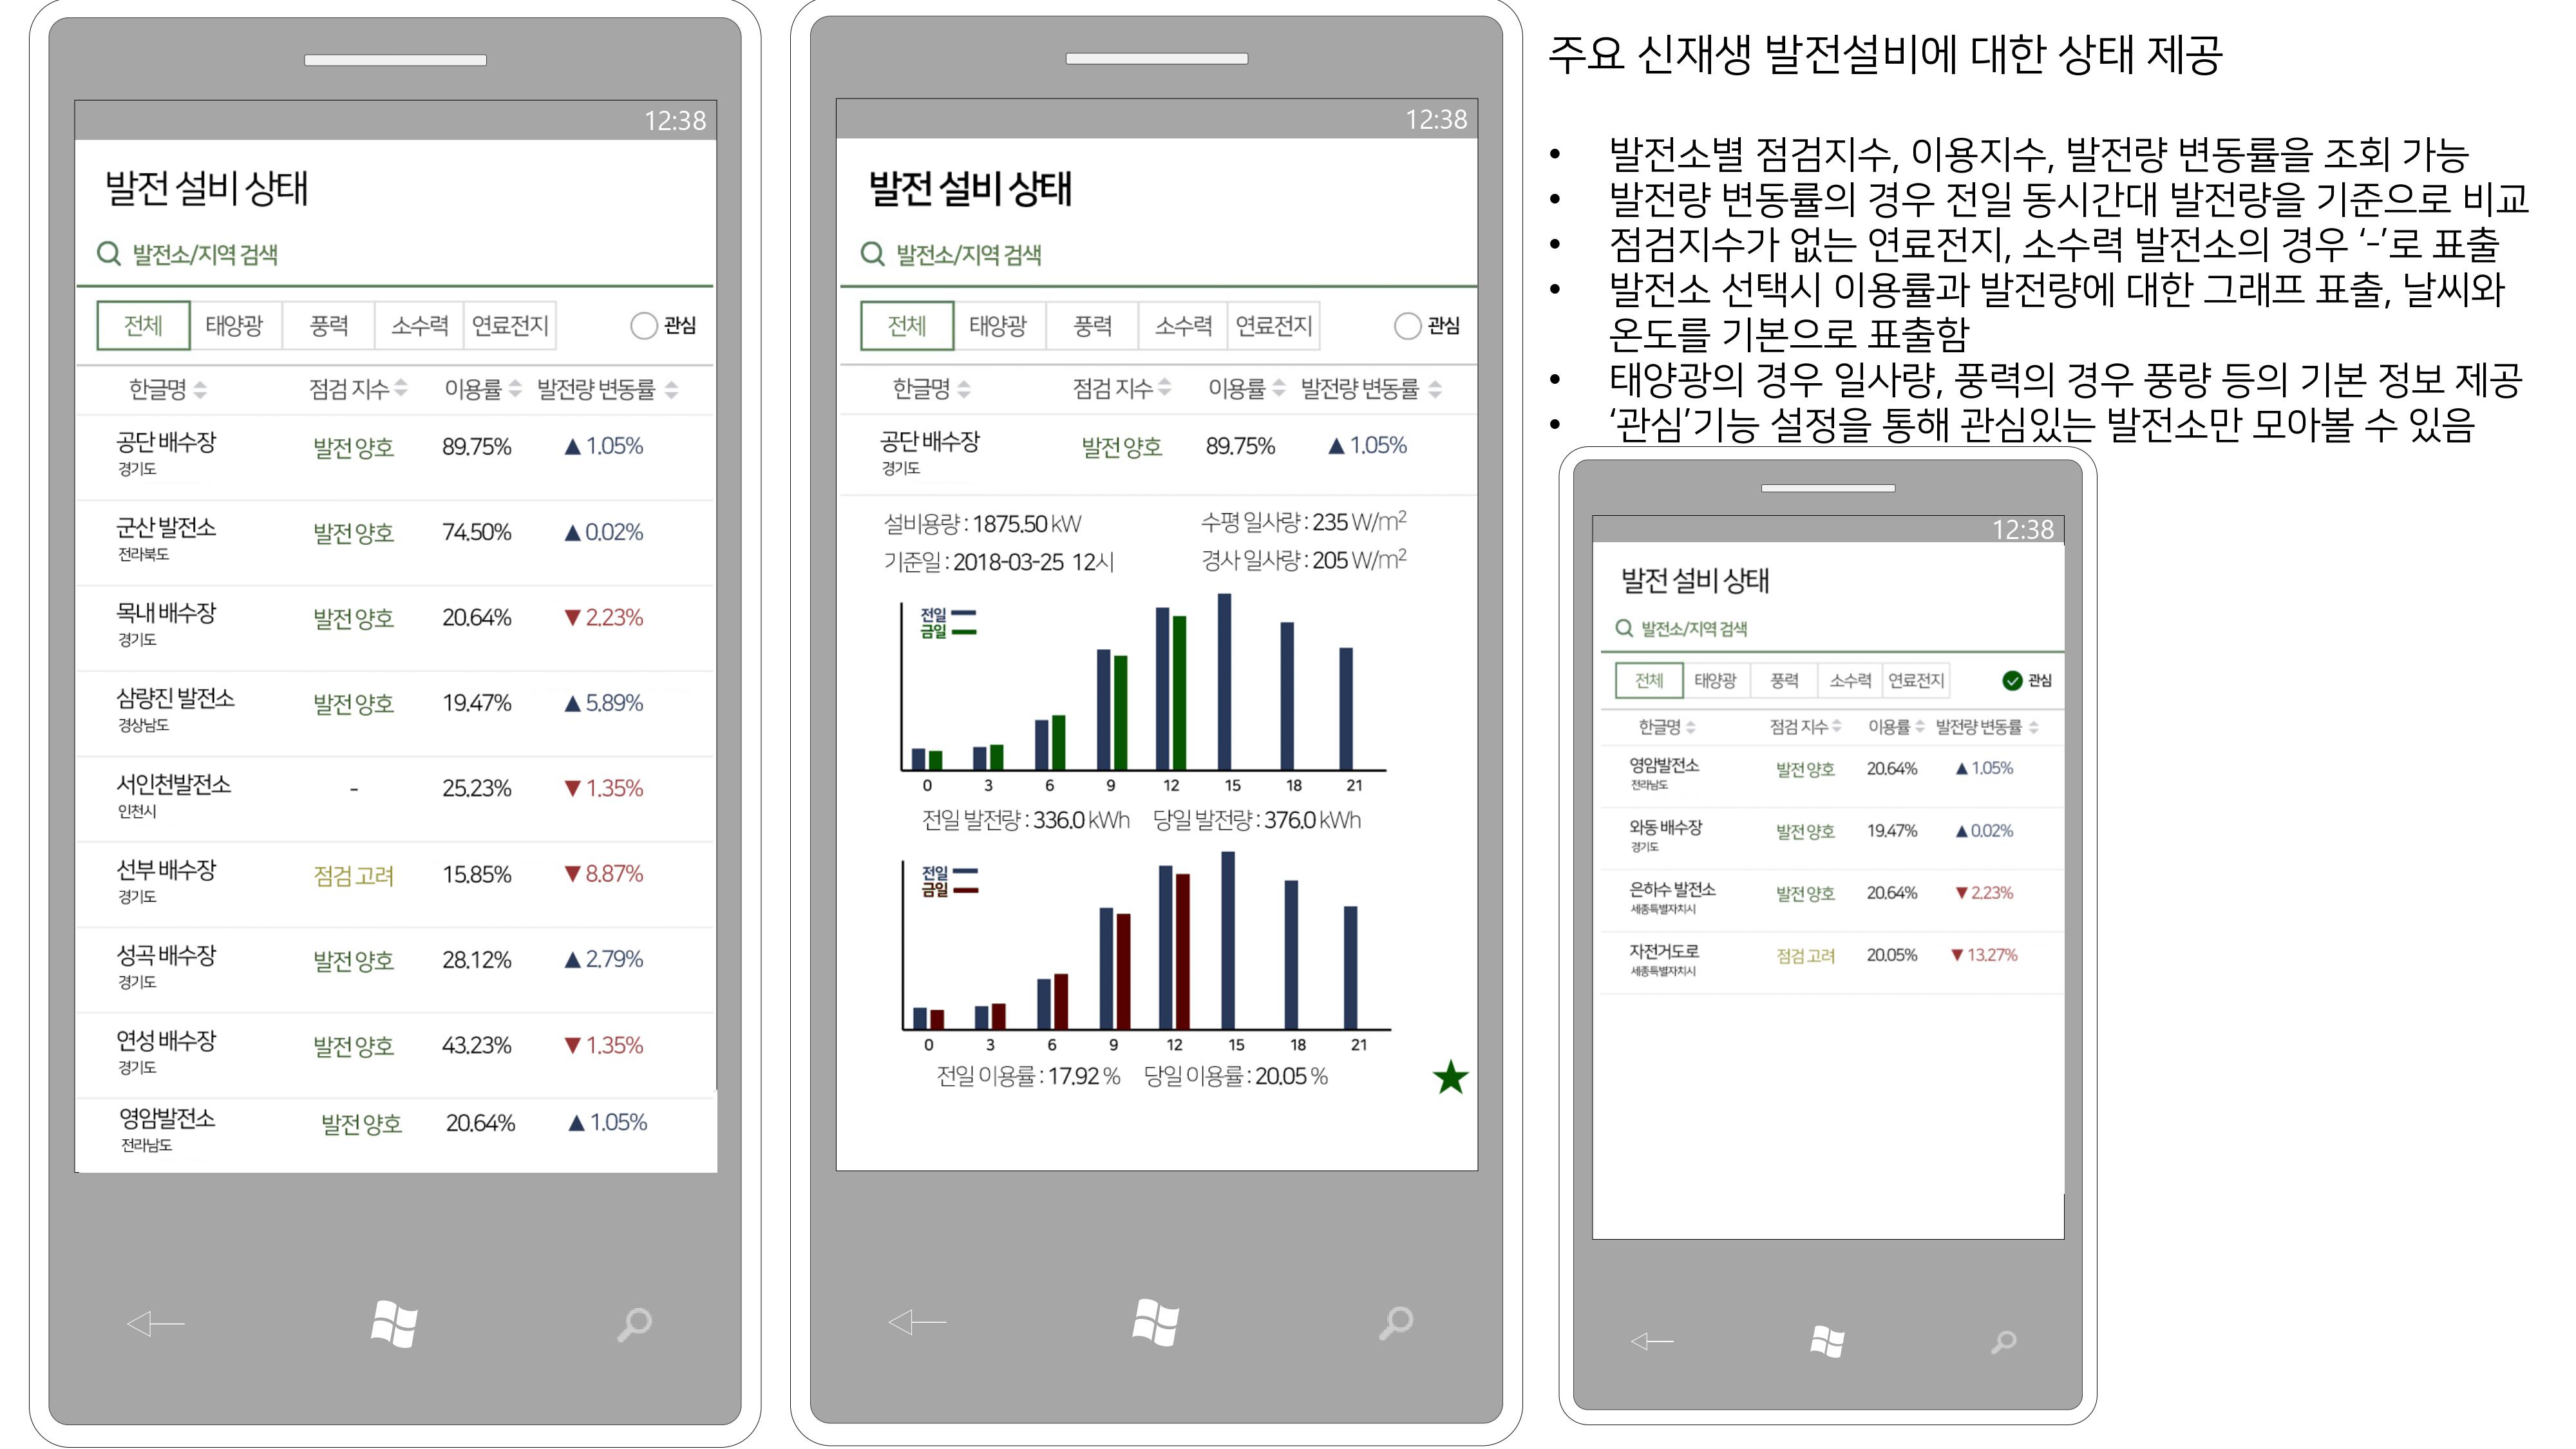 12:38
발전 설비 상태
발전소/지역 검색
전체 태양광 풍력 소수력 연료전지 관심
한글명 점검 지수 이용률 발전량 변동률
공단 배수장 발전 양호 89.75% ▲1.05%
경기도
군산 발전소 발전 양호 74.50% ▲0.02%
전라북도
목내 배수장 발전 양호 20.64% ▼2.23%
경기도
삼량진 발전소 발전 양호 19.47% ▲5.89%
경상남도
서인천발전소 - 25.23% ▼1.35%
인천시
선부 배수장 점검 고려 15.85% ▼8.87%
경기도
성곡 배수장 발전 양호 28.12% ▲2.79%
경기도
연성 배수장 발전 양호 43.23% ▼1.35%
경기도
영암발전소 발전 양호 20.64% ▲1.05%
전라남도
12:38
발전 설비 상태
발전소/지역 검색
전체 태양광 풍력 소수력 연료전지 관심
한글명 점검 지수 이용률 발전량 변동률
공단 배수장 발전 양호 89.75% ▲1.05%
경기도
설비용량 : 1875.50 kW 수평 일사량 : 235 W/m²
기준일 : 2018-03-25 12시 경사 일사량 : 205 W/m²
전일
금일
0 3 6 9 12 15 18 21
전일 발전량 : 336.0 kWh 당일 발전량 : 376.0 kWh
전일
금일
0 3 6 9 12 15 18 21
전일 이용률 : 17.92 % 당일 이용률 : 20.05 %
주요 신재생 발전설비에 대한 상태 제공
• 발전소별 점검지수, 이용지수, 발전량 변동률을 조회 가능
• 발전량 변동률의 경우 전일 동시간대 발전량을 기준으로 비교
• 점검지수가 없는 연료전지, 소수력 발전소의 경우 ‘-’로 표출
• 발전소 선택시 이용률과 발전량에 대한 그래프 표출, 날씨와
온도를 기본으로 표출함
• 태양광의 경우 일사량, 풍력의 경우 풍량 등의 기본 정보 제공
• ‘관심’기능 설정을 통해 관심있는 발전소만 모아볼 수 있음
12:38
발전 설비 상태
발전소/지역 검색
전체 태양광 풍력 소수력 연료전지 관심
한글명 점검 지수 이용률 발전량 변동률
영암발전소 발전 양호 20.64% ▲1.05%
전라남도
와동 배수장 발전 양호 19.47% ▲0.02%
경기도
은하수 발전소 발전 양호 20.64% ▼2.23%
세종특별자치시
자전거도로 점검 고려 20.05% ▼13.27%
세종특별자치시